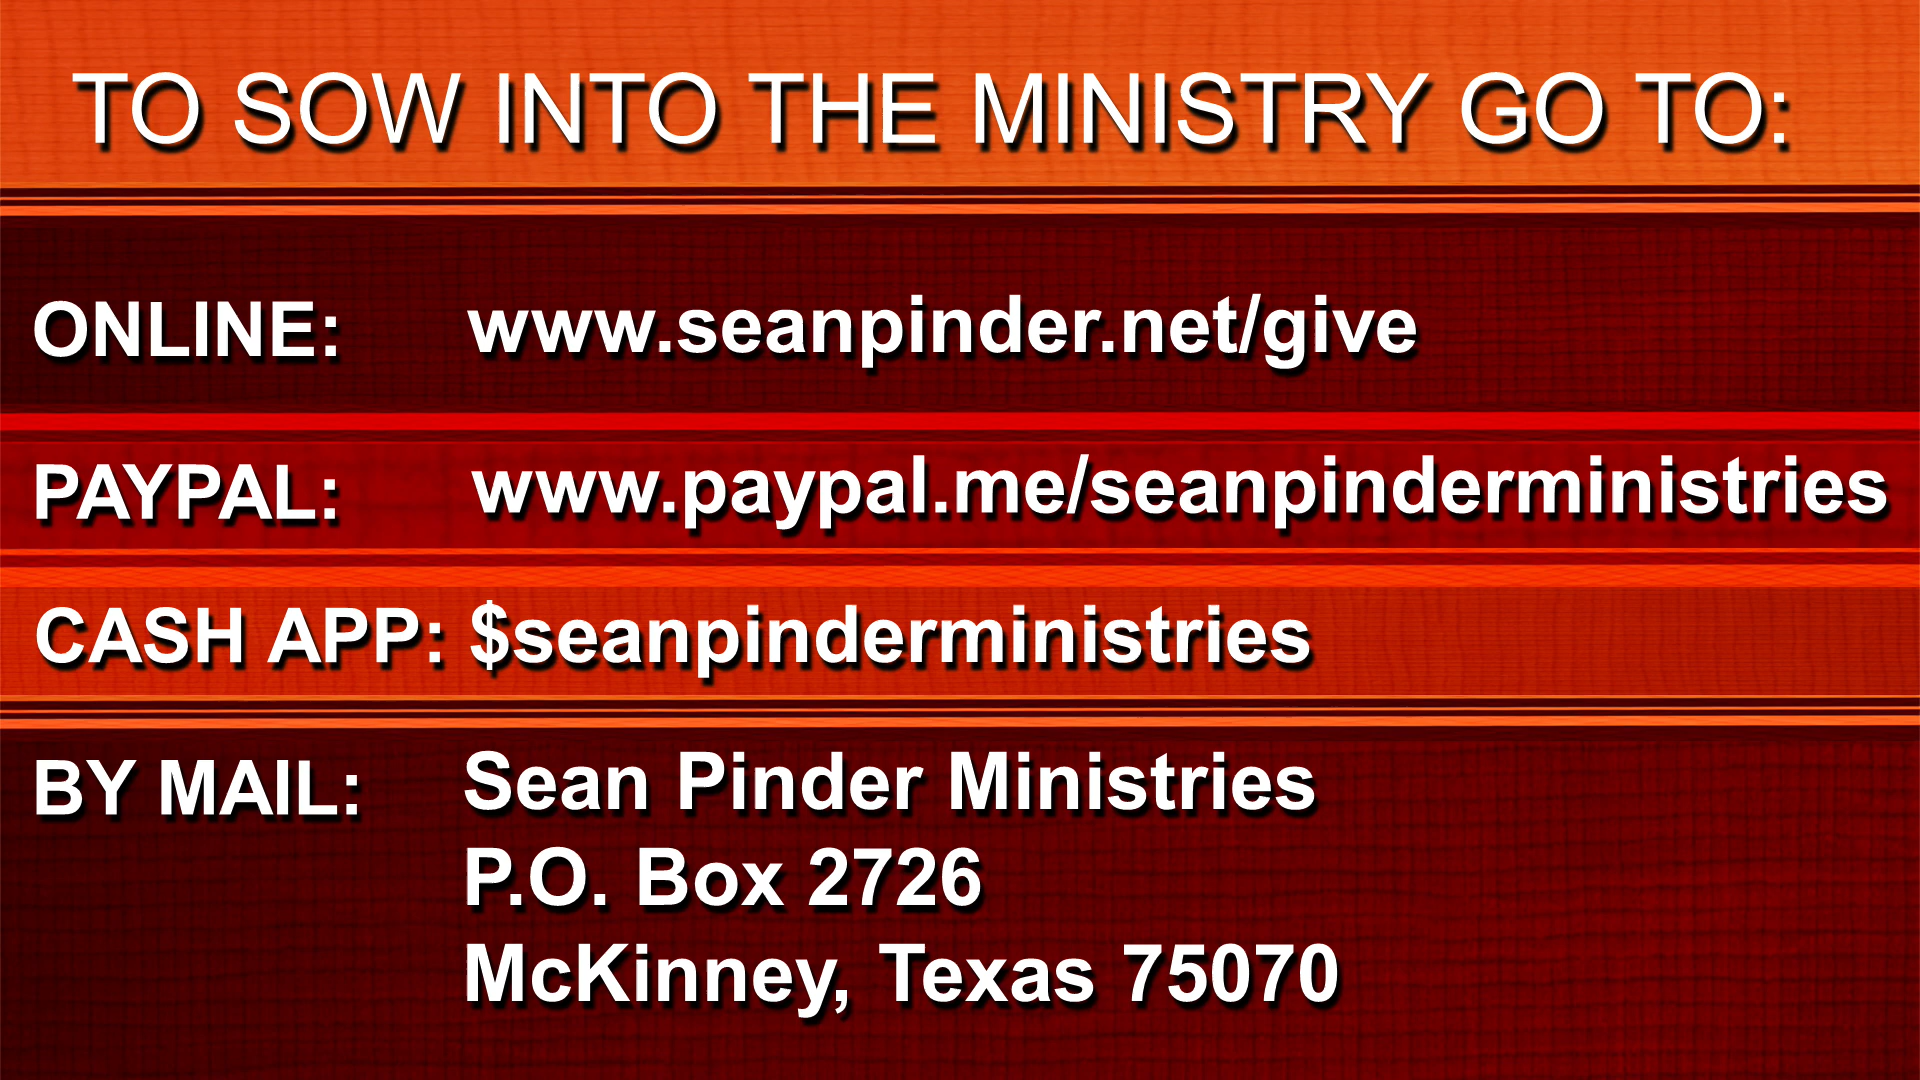 TO SOW INTO THE MINISTRY GO TO:
ONLINE: www.seanpinder.net/give
PAYPAL: www.paypal.me/seanpinderministries
CASH APP: $seanpinderministries
BY MAIL: Sean Pinder Ministries
P.O. Box 2726
McKinney, Texas 75070